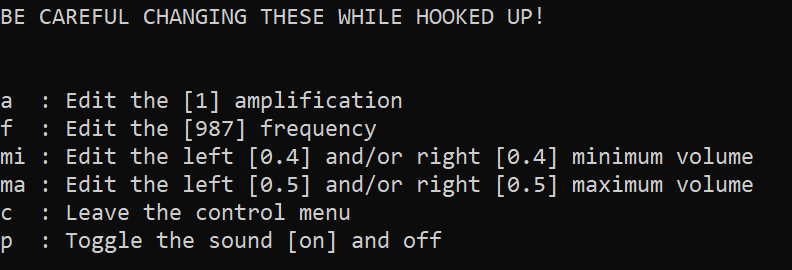 BE CAREFUL CHANGING THESE WHILE HOOKED UP!
a : Edit the [1] amplification
f : Edit the [987] frequency
mi : Edit the left [0.4] and/or right [0.4] minimum volume
ma : Edit the left [0.5] and/or right [0.5] maximum volume
c : Leave the control menu
p : Toggle the sound [on] and off